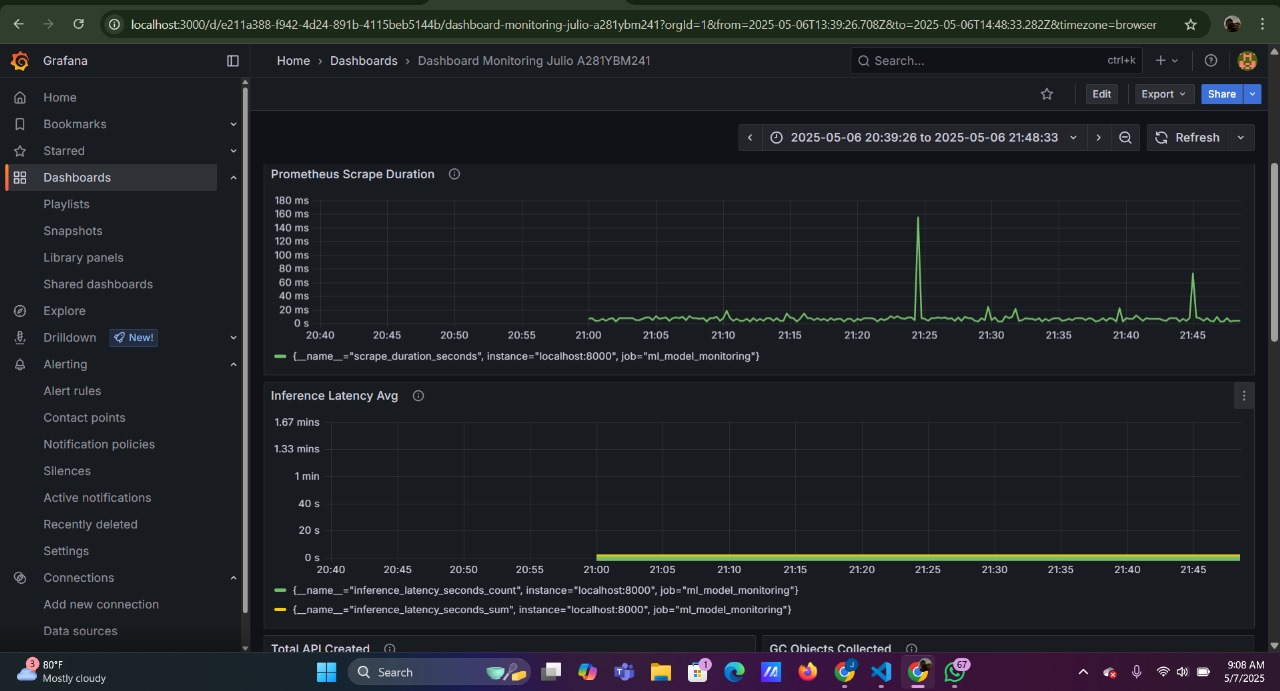 localhost:3000/d/e211a388-f942-4d24-891b-4115beb5144b/dashboard-monitoring-julio-a281ybm241?orgId=1&from=2025-05-06T13:39:26.708Z&to=2025-05-06T14:48:33.282Z&timezone=browser
Grafana
Home › Dashboards › Dashboard Monitoring Julio A281YBM241
Search... ctrl+k
Edit Export Share
2025-05-06 20:39:26 to 2025-05-06 21:48:33 Refresh
Home
Bookmarks
Starred
Dashboards
Playlists
Snapshots
Library panels
Shared dashboards
Explore
Drilldown New!
Alerting
Alert rules
Contact points
Notification policies
Silences
Active notifications
Recently deleted
Settings
Connections
Add new connection
Data sources
Prometheus Scrape Duration
180 ms
160 ms
140 ms
120 ms
100 ms
80 ms
60 ms
40 ms
20 ms
0 s
20:40 20:45 20:50 20:55 21:00 21:05 21:10 21:15 21:20 21:25 21:30 21:35 21:40 21:45
{__name__="scrape_duration_seconds", instance="localhost:8000", job="ml_model_monitoring"}
Inference Latency Avg
1.67 mins
1.33 mins
1 min
40 s
20 s
0 s
20:40 20:45 20:50 20:55 21:00 21:05 21:10 21:15 21:20 21:25 21:30 21:35 21:40 21:45
{__name__="inference_latency_seconds_count", instance="localhost:8000", job="ml_model_monitoring"}
{__name__="inference_latency_seconds_sum", instance="localhost:8000", job="ml_model_monitoring"}
Total API Created
GC Objects Collected
3
80°F
Mostly cloudy
Search
1
67
9:08 AM
5/7/2025